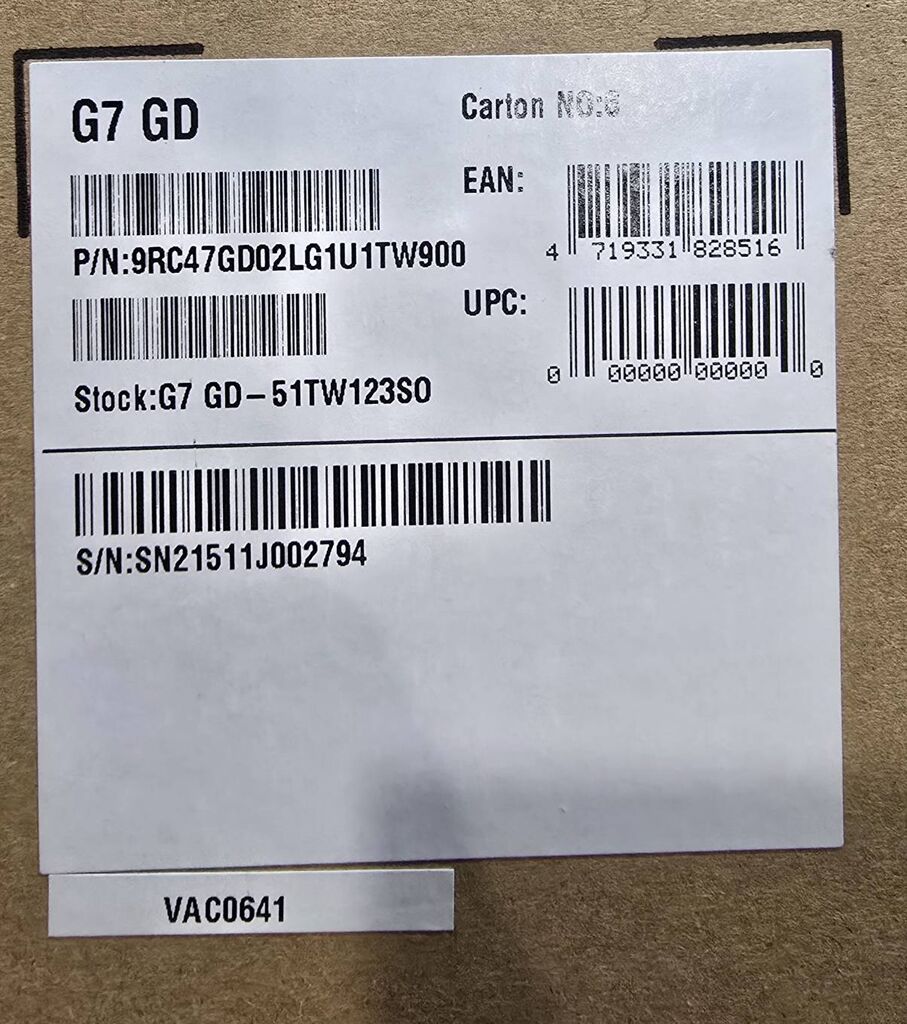 G7 GD
Carton NO:
P/N:9RC47GD02LG1U1TW900
EAN:
4 719331 828516
Stock:G7 GD-51TW123SO
UPC:
0 00000 00000 0
S/N:SN21511J002794
VAC0641